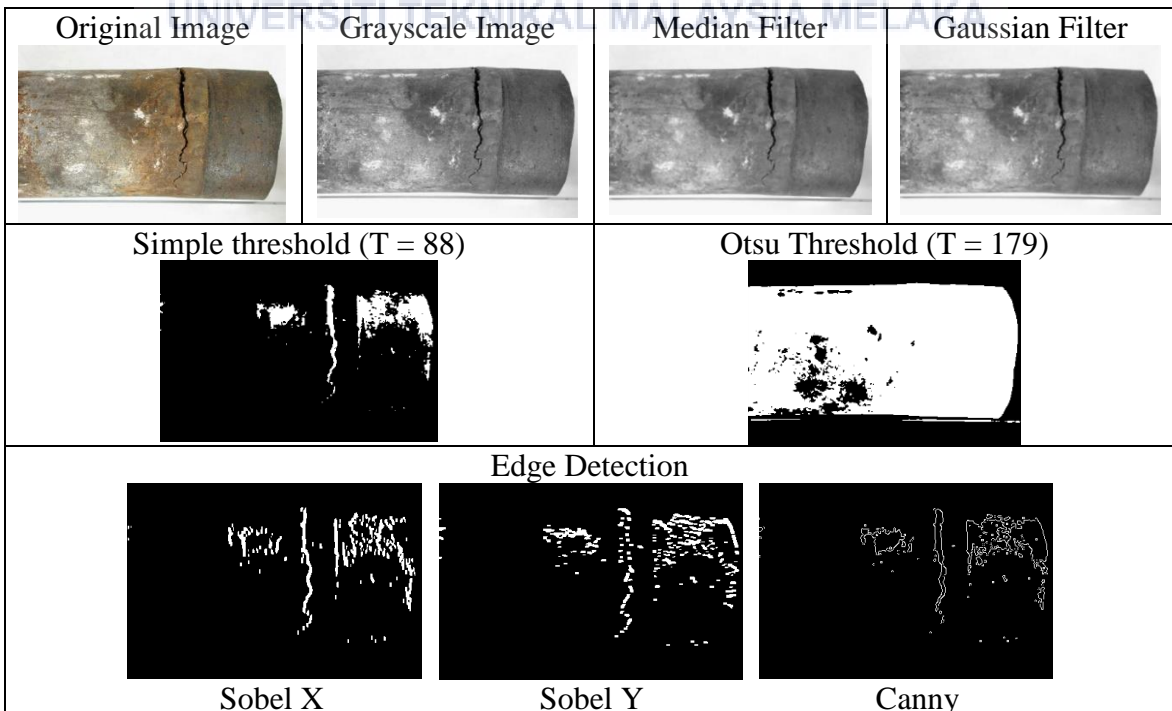 UNIVERSITI TEKNIKAL MALAYSIA MELAKA
Original Image Grayscale Image Median Filter Gaussian Filter
Simple threshold (T = 88) Otsu Threshold (T = 179)
Edge Detection
Sobel X Sobel Y Canny